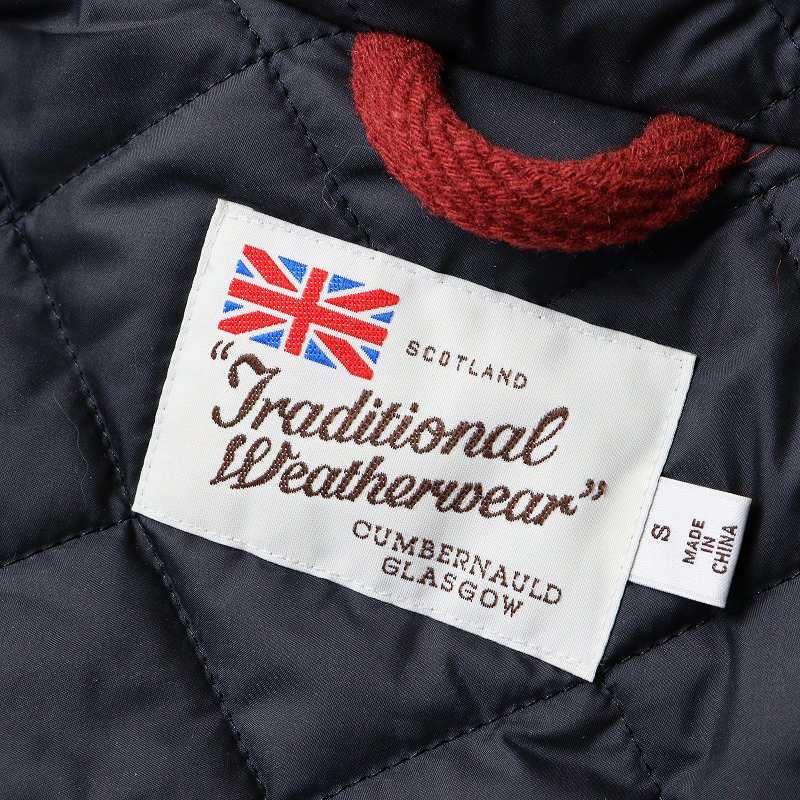 SCOTLAND
“Traditional
Weatherwear”
CUMBERNAULD
GLASGOW
S
MADE
IN
CHINA